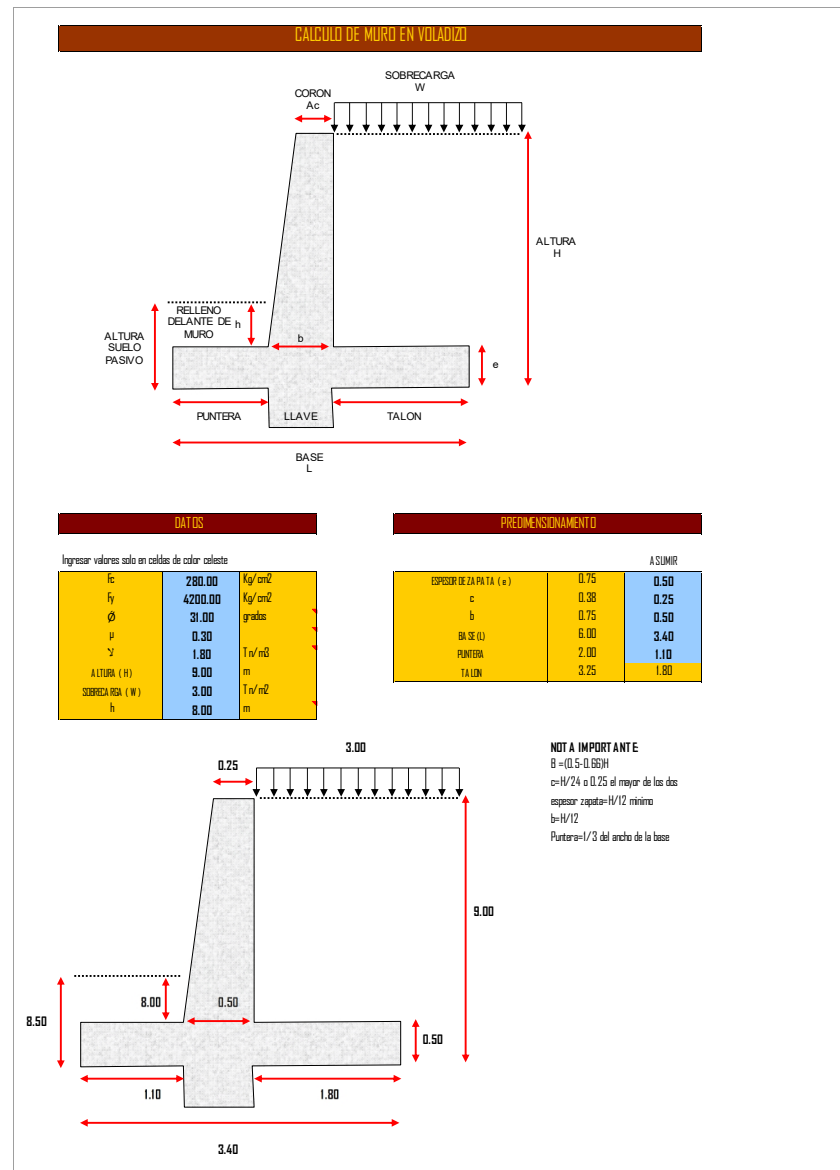 CALCULO DE MURO EN VOLADIZO
SOBRECARGA
W
CORON
Ac
ALTURA
H
RELLENO
DELANTE DE h
MURO
ALTURA
SUELO
PASIVO
b
e
PUNTERA
LLAVE
TALON
BASE
L
DATOS
Ingresar valores solo en celdas de color celeste
Fc 280.00 Kg/cm2
Fy 4200.00 Kg/cm2
Ø 31.00 grados
μ 0.30
ɣ 1.80 Tn/m3
ALTURA ( H ) 9.00 m
SOBRECARGA ( W ) 3.00 Tn/m2
h 8.00 m
PREDIMENSIONAMIENTO
ASUMIR
ESPESOR DE ZAPATA ( e ) 0.75 0.50
c 0.38 0.25
b 0.75 0.50
BASE (L) 6.00 3.40
PUNTERA 2.00 1.10
TALON 3.25 1.80
NOTA IMPORTANTE
B =(0.5-0.66)H
c=H/24 o 0.25 el mayor de los dos
espesor zapata=H/12 minimo
b=H/12
Puntera=1/3 del ancho de la base
3.00
0.25
9.00
8.00
0.50
8.50
0.50
1.10
1.80
3.40